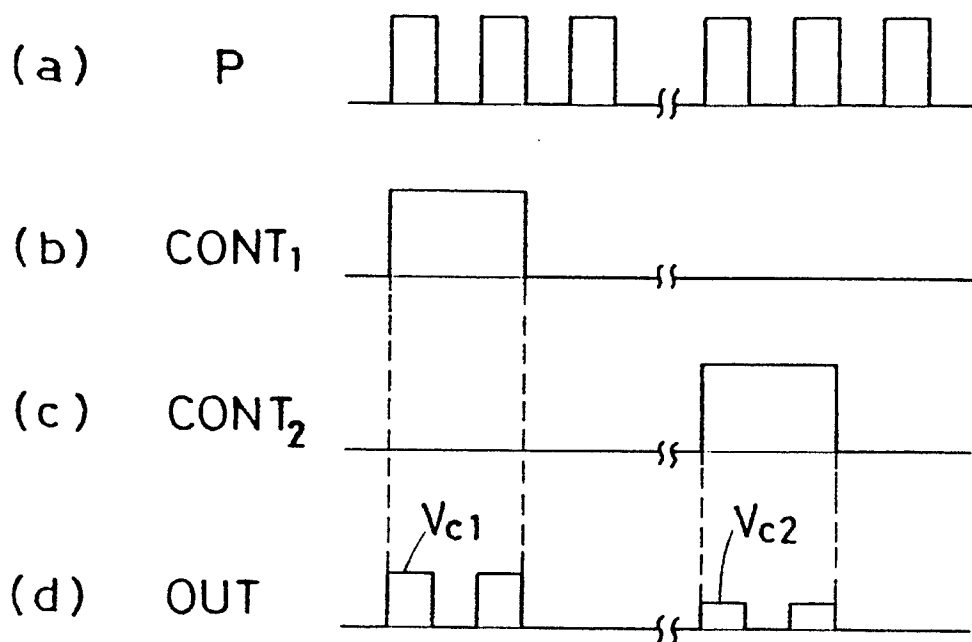 (a) P
(b) CONT₁
(c) CONT₂
Vc1
Vc2
(d) OUT